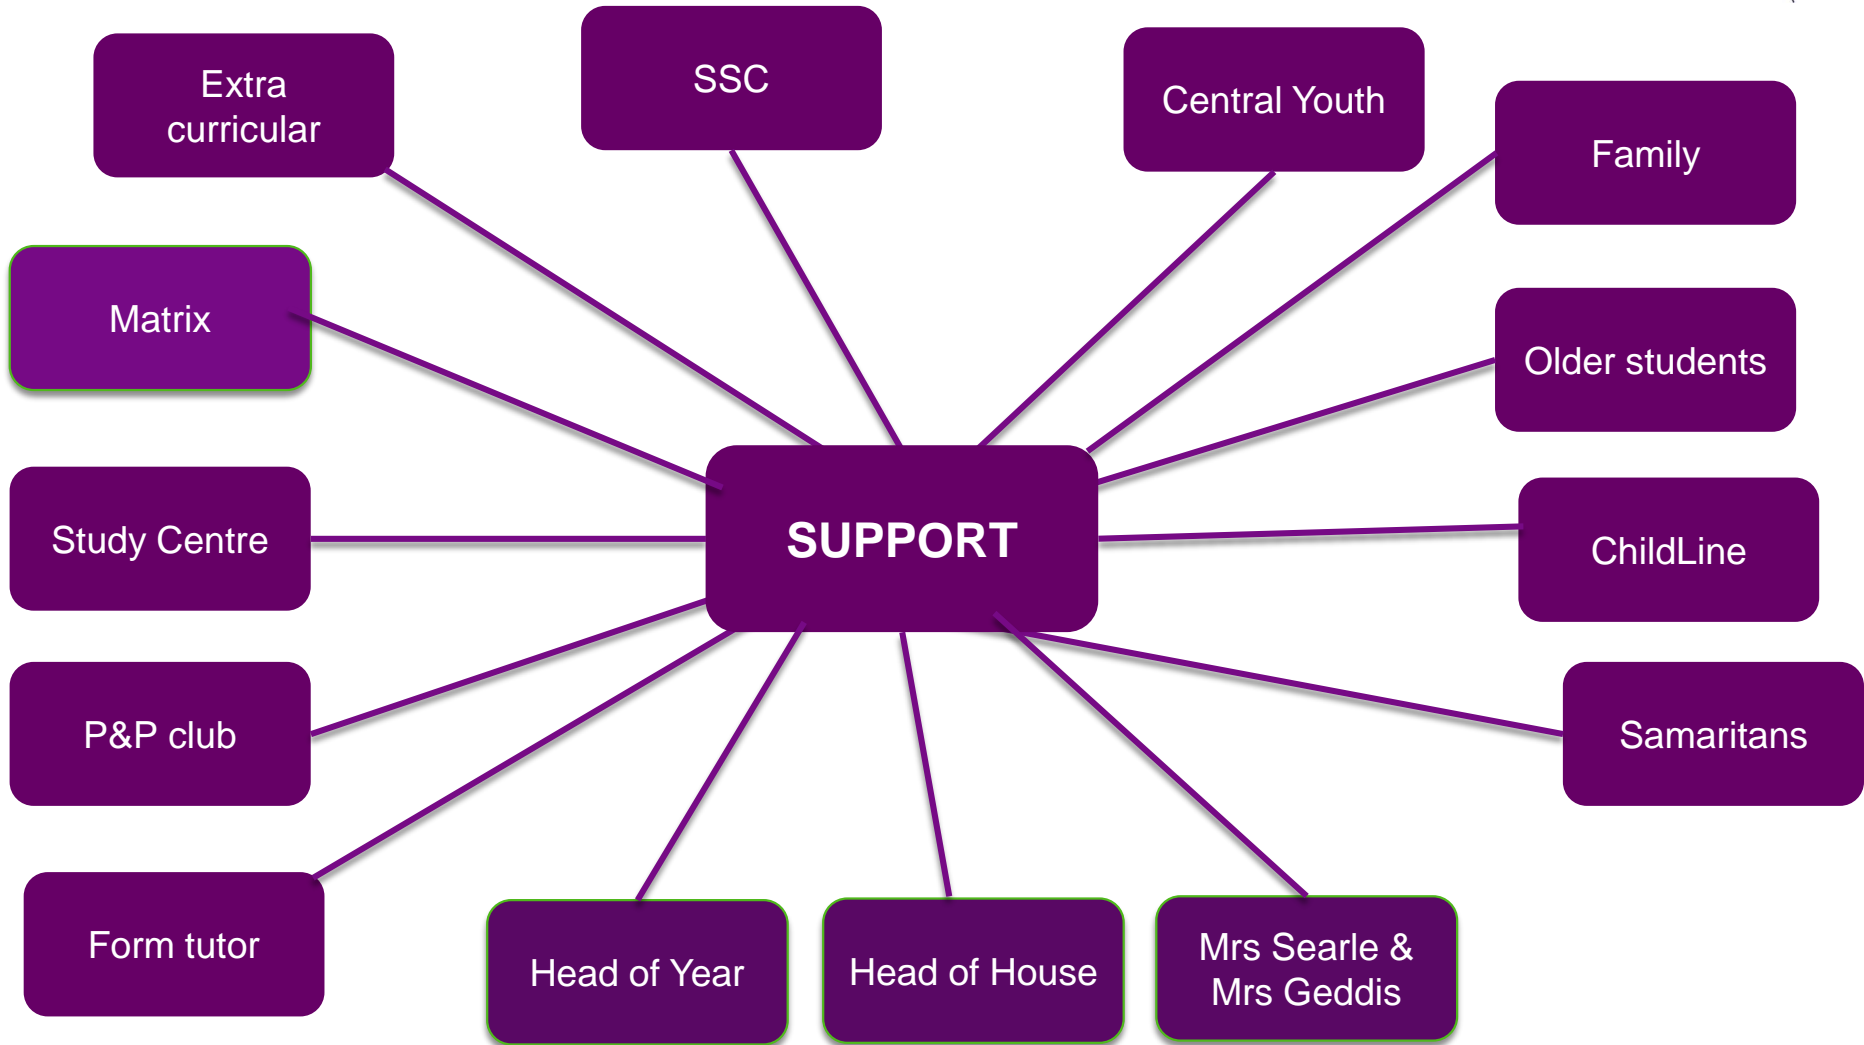 Extra
curricular
SSC
Central Youth
Family
Matrix
Older students
Study Centre
SUPPORT
ChildLine
P&P club
Samaritans
Form tutor
Head of Year
Head of House
Mrs Searle &
Mrs Geddis